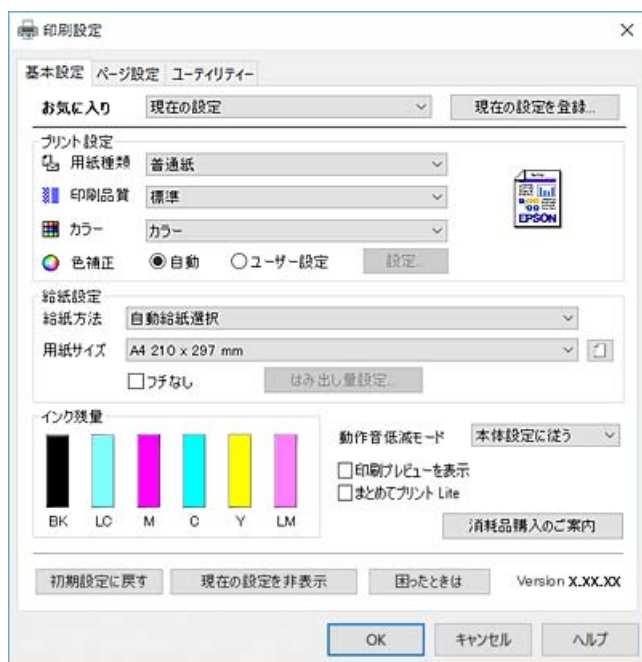 印刷設定
基本設定 ページ設定 ユーティリティー
お気に入り 現在の設定 現在の設定を登録...
プリント設定
用紙種類 普通紙
印刷品質 標準
カラー カラー
色補正 自動 ユーザー設定 設定...
EPSON
給紙設定
給紙方法 自動給紙選択
用紙サイズ A4 210 x 297 mm
フチなし はみ出し量設定...
インク残量
BK LC M C Y LM
動作音低減モード 本体設定に従う
印刷プレビューを表示
まとめてプリント Lite
消耗品購入のご案内
初期設定に戻す 現在の設定を非表示 困ったときは Version X.XX.XX
OK キャンセル ヘルプ